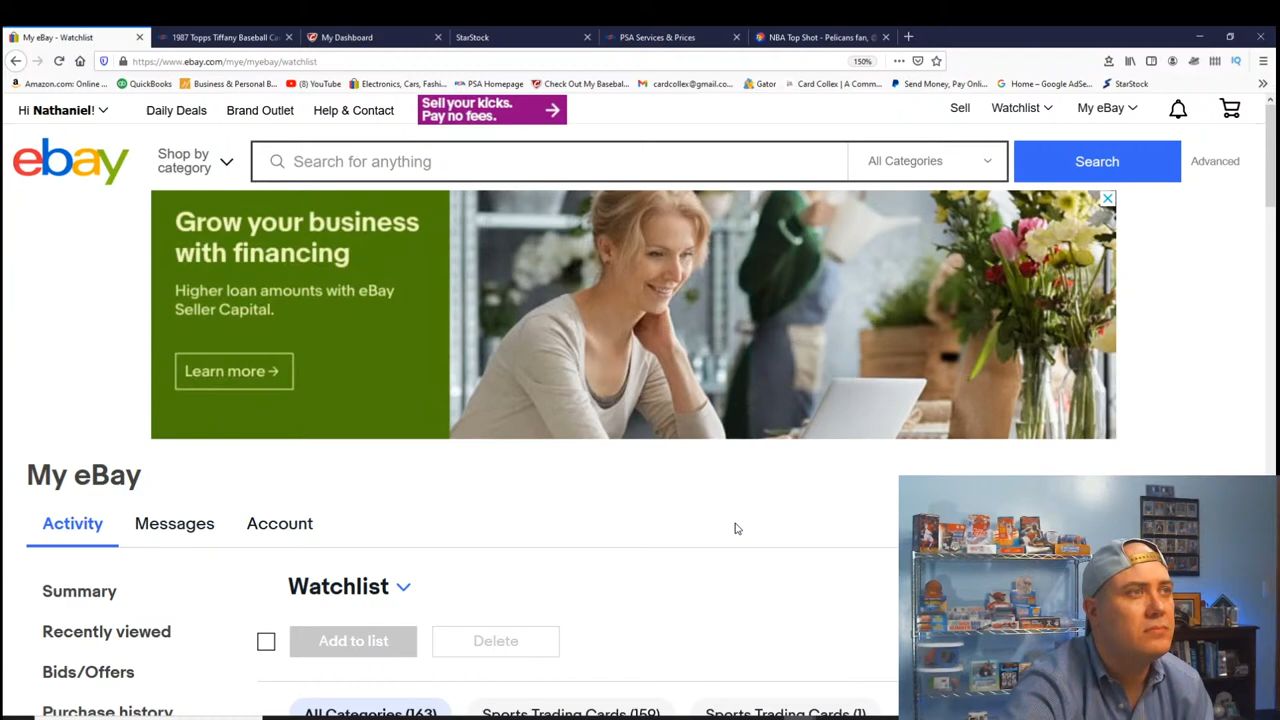 My eBay - Watchlist
1987 Topps Tiffany Baseball Ca
My Dashboard
StarStock
PSA Services & Prices
NBA Top Shot - Pelicans fan,
https://www.ebay.com/mye/myebay/watchlist
150%
Amazon.com: Online ...
QuickBooks
Business & Personal B...
(8) YouTube
Electronics, Cars, Fashi...
PSA Homepage
Check Out My Basebal...
cardcollex@gmail.co...
Gator
Card Collex | A Comm...
Send Money, Pay Onli...
Home – Google AdSe...
StarStock
Hi Nathaniel!
Daily Deals
Brand Outlet
Help & Contact
Sell your kicks.
Pay no fees.
Sell
Watchlist
My eBay
ebay
Shop by
category
Search for anything
All Categories
Search
Advanced
Grow your business
with financing
Higher loan amounts with eBay
Seller Capital.
Learn more
My eBay
Activity
Messages
Account
Summary
Recently viewed
Bids/Offers
Purchase history
Watchlist
Add to list
Delete
All Categories (163)
Sports Trading Cards (159)
Sports Trading Cards (1)